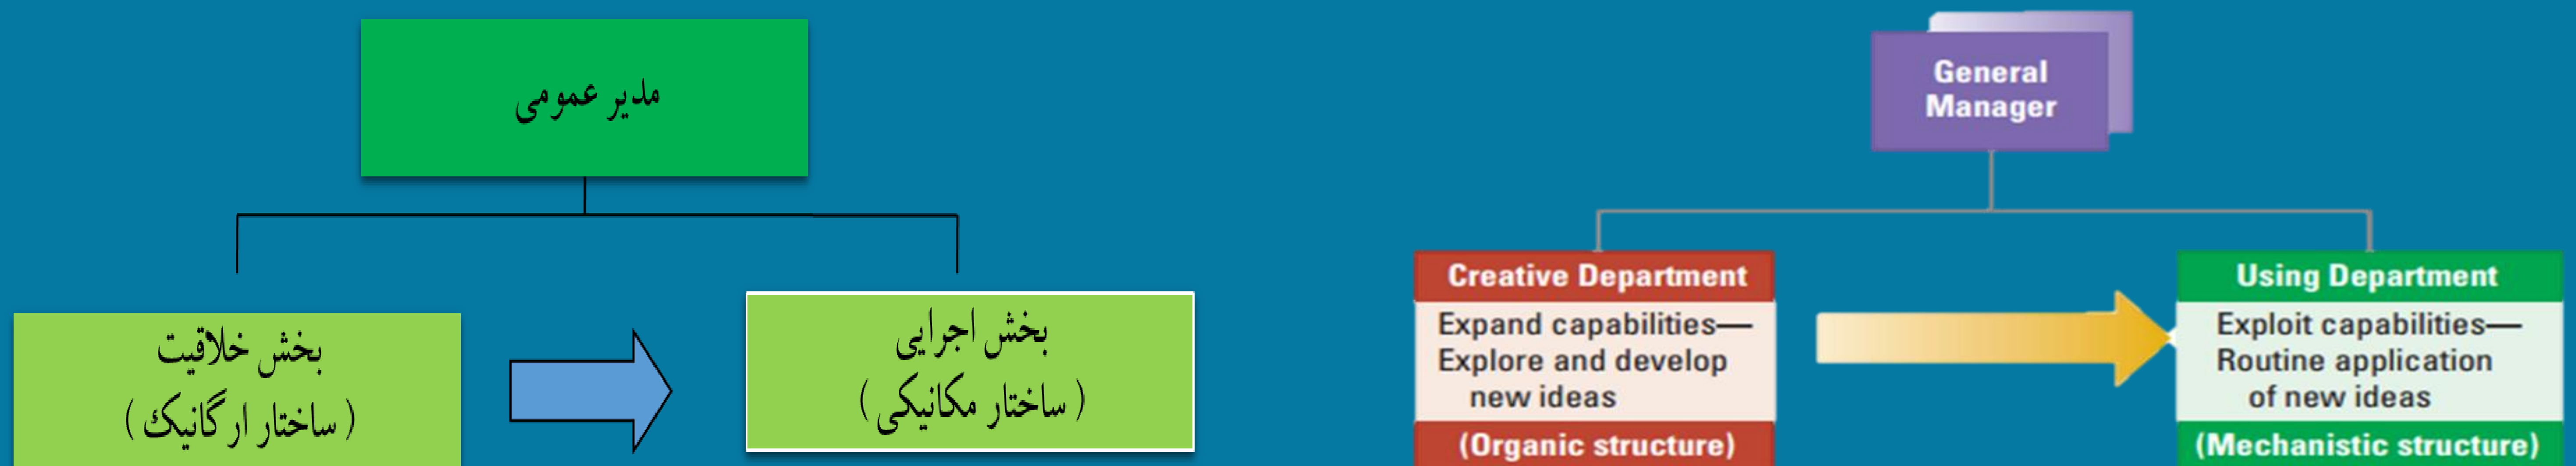 مدیر عمومی
بخش خلاقیت
(ساختار ارگانیک)
بخش اجرایی
(ساختار مکانیکی)
General
Manager
Creative Department
Expand capabilities—
Explore and develop
new ideas
(Organic structure)
Using Department
Exploit capabilities—
Routine application
of new ideas
(Mechanistic structure)